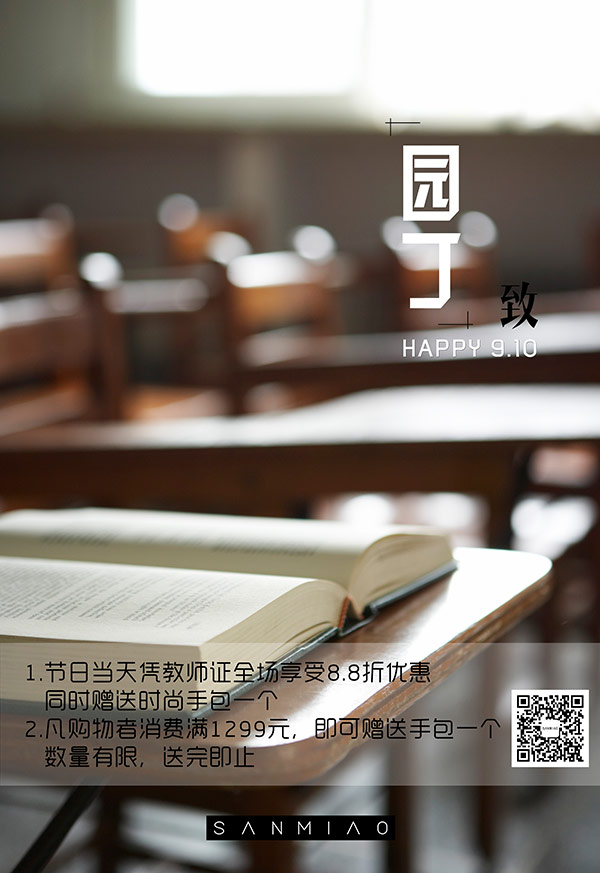 园丁
致
HAPPY 9.10
1.节日当天凭教师证全场享受8.8折优惠
同时赠送时尚手包一个
2.凡购物者消费满1299元，即可赠送手包一个
数量有限，送完即止
SANMIAO